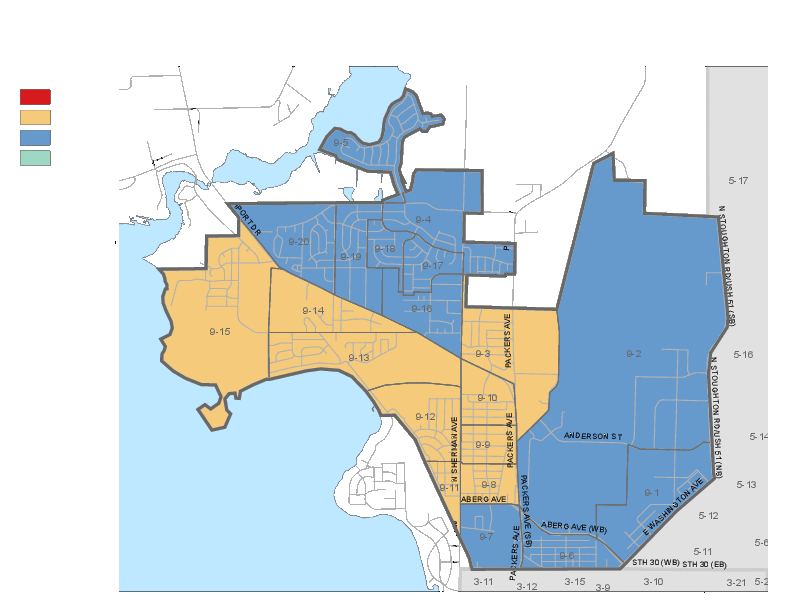 9-5
5-17
PORT DR
9-4
9-20
9-18
9-19
9-17
P
N STOUGHTON RD/USH 51 (SB)
9-14
9-16
9-15
9-3
PACKERS AVE
9-2
5-16
9-13
9-10
N STOUGHTON RD/USH 51 (NB)
9-12
N SHERMAN AVE
9-9
PACKERS AVE
ANDERSON ST
5-14
9-11
9-8
PACKERS AVE (SB)
9-1
5-13
ABERG AVE
E WASHINGTON AVE
5-12
9-7
ABERG AVE (WB)
5-6
PACKERS AVE
9-6
5-11
STH 30 (WB)
STH 30 (EB)
3-11
3-12
3-15
3-9
3-10
3-21
5-2